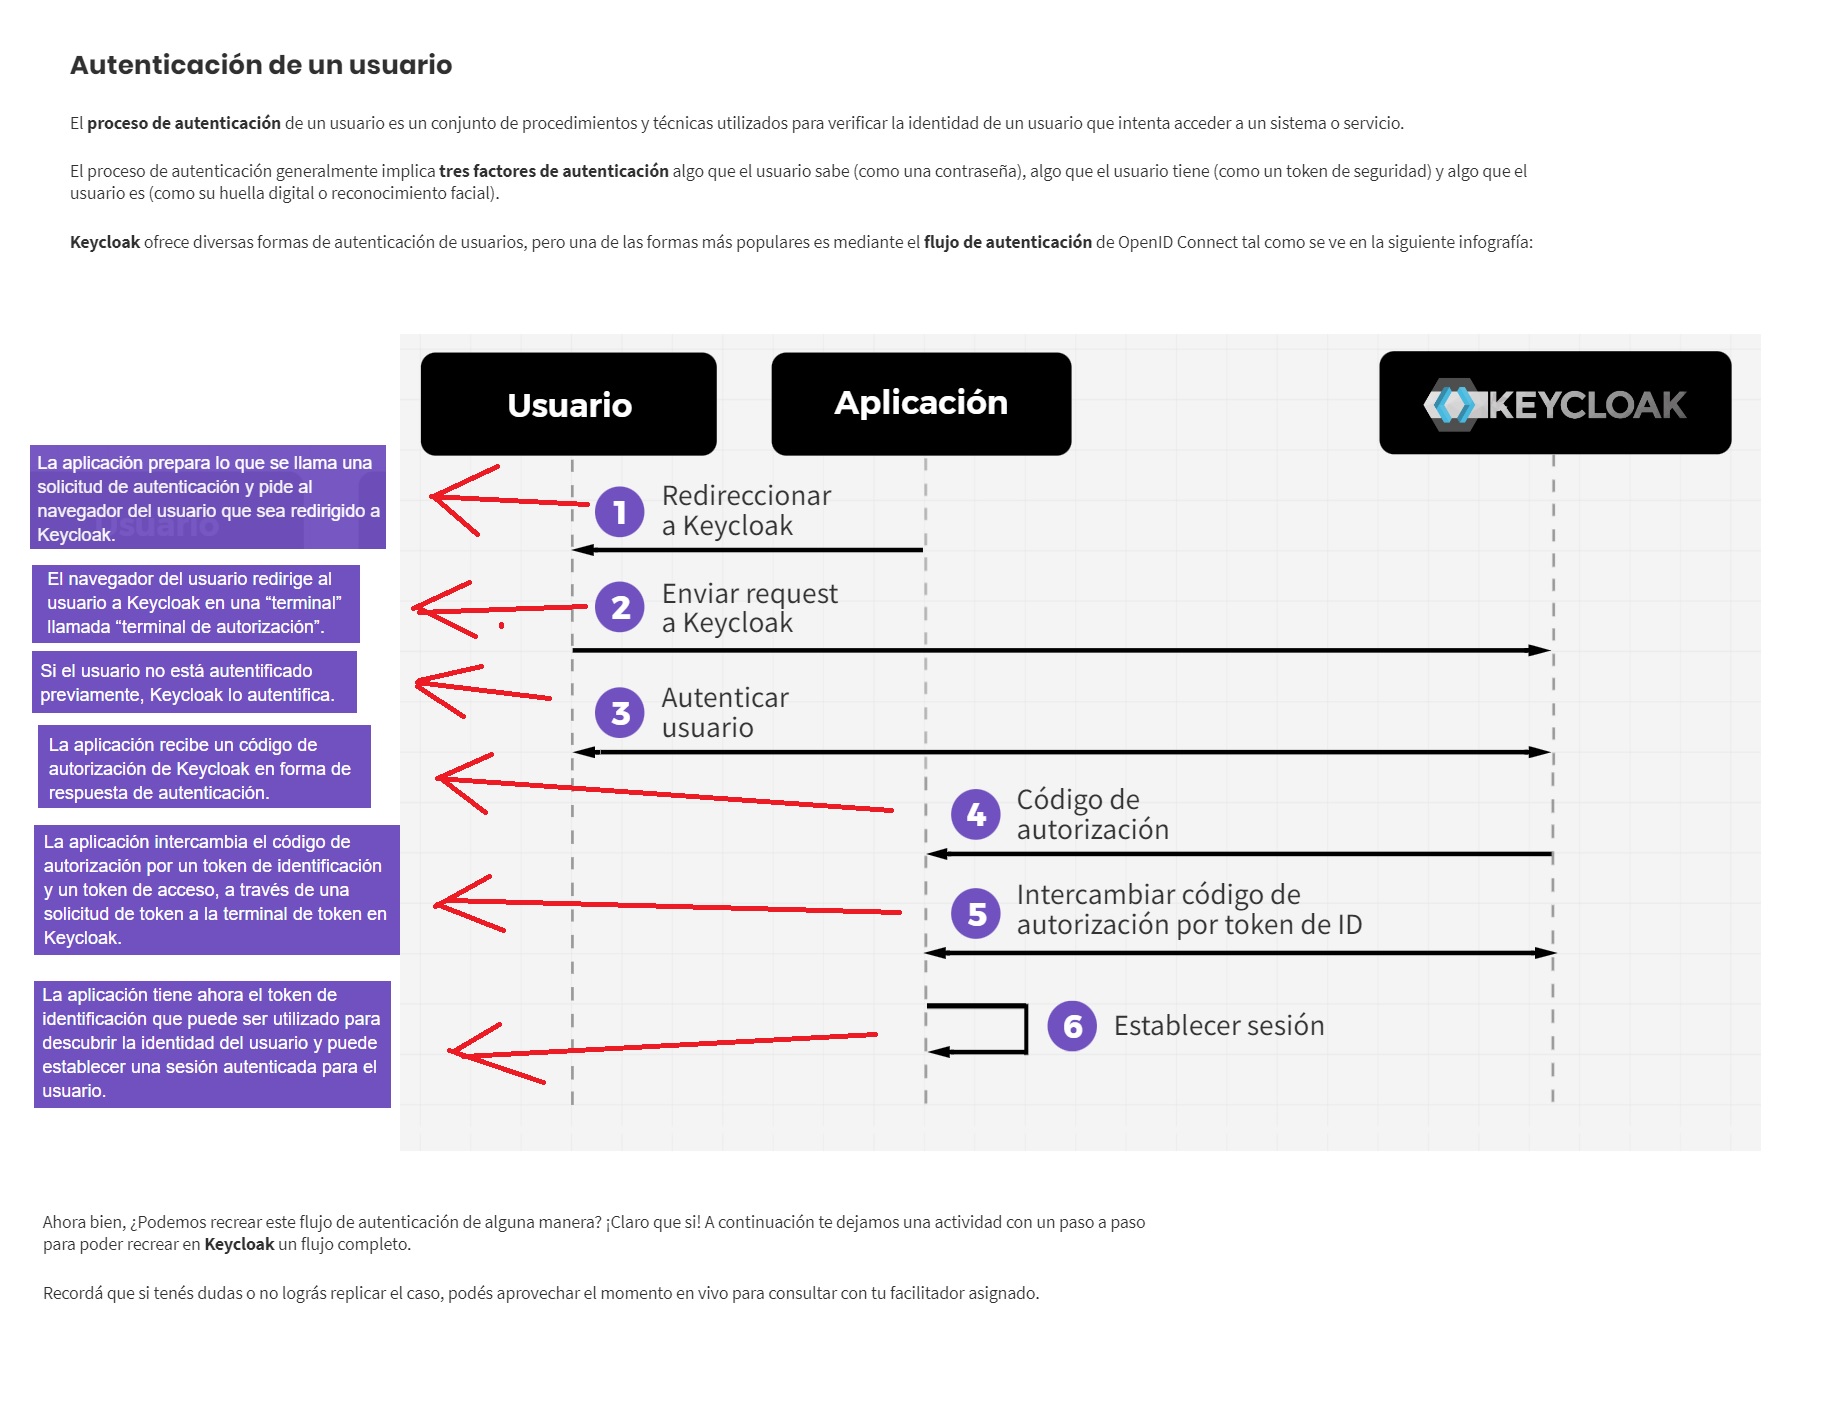 Autenticación de un usuario
El proceso de autenticación de un usuario es un conjunto de procedimientos y técnicas utilizados para verificar la identidad de un usuario que intenta acceder a un sistema o servicio.
El proceso de autenticación generalmente implica tres factores de autenticación algo que el usuario sabe (como una contraseña), algo que el usuario tiene (como un token de seguridad) y algo que el
usuario es (como su huella digital o reconocimiento facial).
Keycloak ofrece diversas formas de autenticación de usuarios, pero una de las formas más populares es mediante el flujo de autenticación de OpenID Connect tal como se ve en la siguiente infografía:
Usuario
Aplicación
KEYCLOAK
La aplicación prepara lo que se llama una
solicitud de autenticación y pide al
navegador del usuario que sea redirigido a
Keycloak.
Usuario
1 Redireccionar
a Keycloak
El navegador del usuario redirige al
usuario a Keycloak en una “terminal”
llamada “terminal de autorización”.
2 Enviar request
a Keycloak
Si el usuario no está autentificado
previamente, Keycloak lo autentifica.
3 Autenticar
usuario
La aplicación recibe un código de
autorización de Keycloak en forma de
respuesta de autenticación.
4 Código de
autorización
La aplicación intercambia el código de
autorización por un token de identificación
y un token de acceso, a través de una
solicitud de token a la terminal de token en
Keycloak.
5 Intercambiar código de
autorización por token de ID
La aplicación tiene ahora el token de
identificación que puede ser utilizado para
descubrir la identidad del usuario y puede
establecer una sesión autenticada para el
usuario.
6 Establecer sesión
Ahora bien, ¿Podemos recrear este flujo de autenticación de alguna manera? ¡Claro que si! A continuación te dejamos una actividad con un paso a paso
para poder recrear en Keycloak un flujo completo.
Recordá que si tenés dudas o no lográs replicar el caso, podés aprovechar el momento en vivo para consultar con tu facilitador asignado.